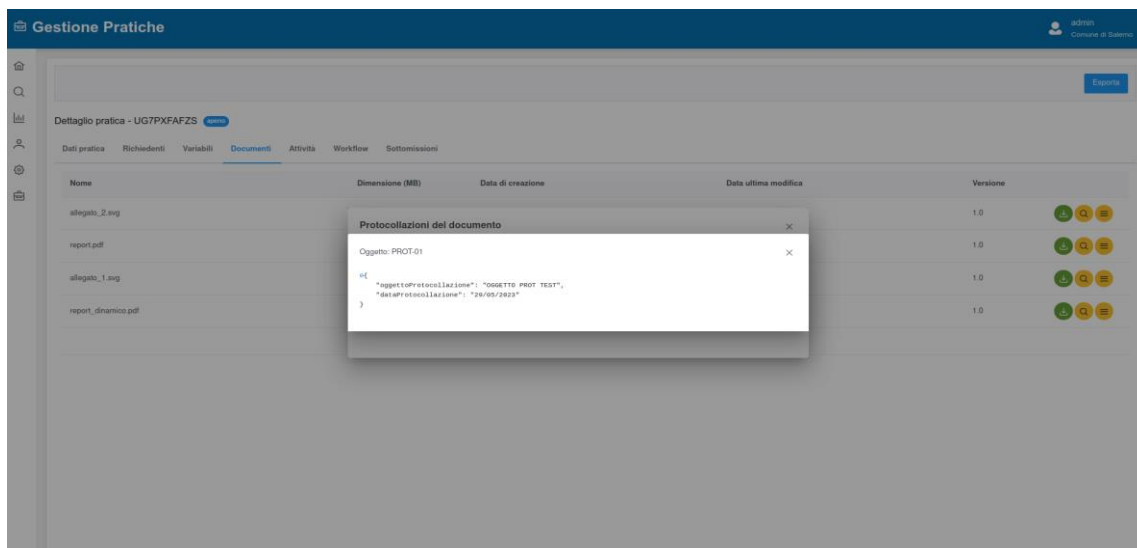 Gestione Pratiche
admin
Comune di Salerno
Esporta
Dettaglio pratica - UG7PXFAFZS aperto
Dati pratica Richiedenti Variabili Documenti Attività Workflow Sottomissioni
Nome Dimensione (MB) Data di creazione Data ultima modifica Versione
allegato_2.svg 1.0
Protocollazioni del documento ×
report.pdf 1.0
Oggetto: PROT-01 ×
allegato_1.svg 1.0
{
"oggettoProtocollazione": "OGGETTO PROT TEST",
"dataProtocollazione": "29/05/2023"
}
report_dinamico.pdf 1.0